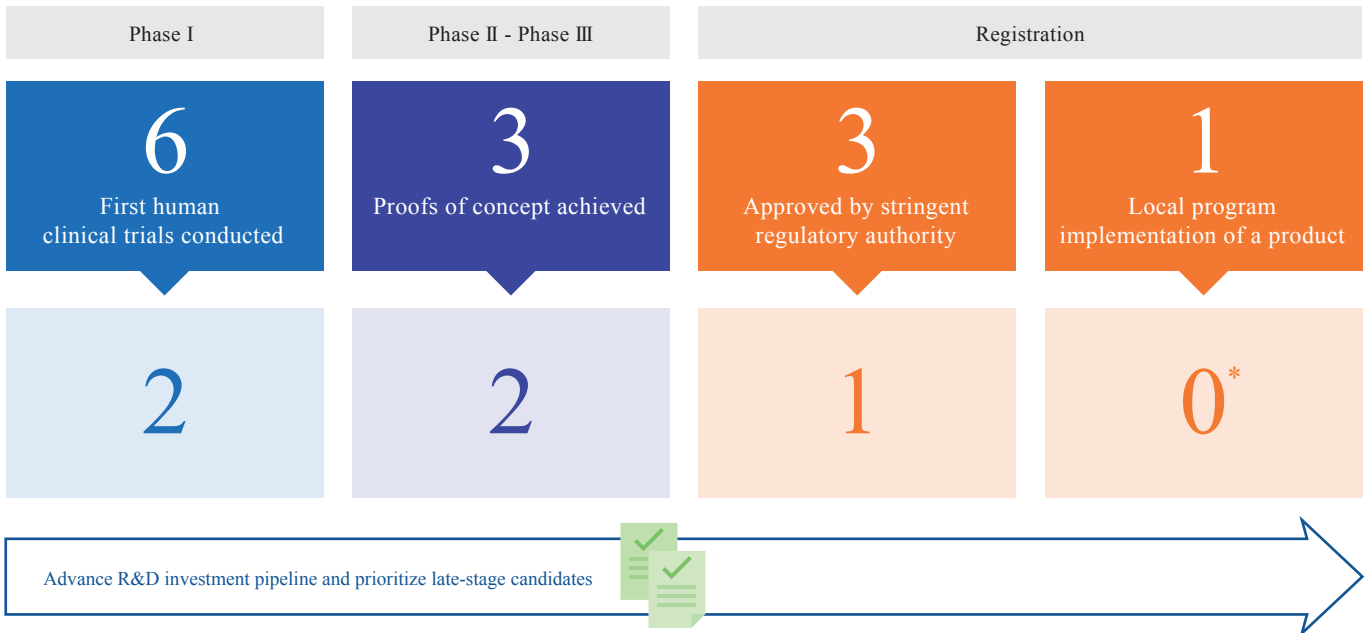 Phase I
Phase Ⅱ - Phase Ⅲ
Registration
6
First human
clinical trials conducted
3
Proofs of concept achieved
3
Approved by stringent
regulatory authority
1
Local program
implementation of a product
2
2
1
0*
Advance R&D investment pipeline and prioritize late-stage candidates